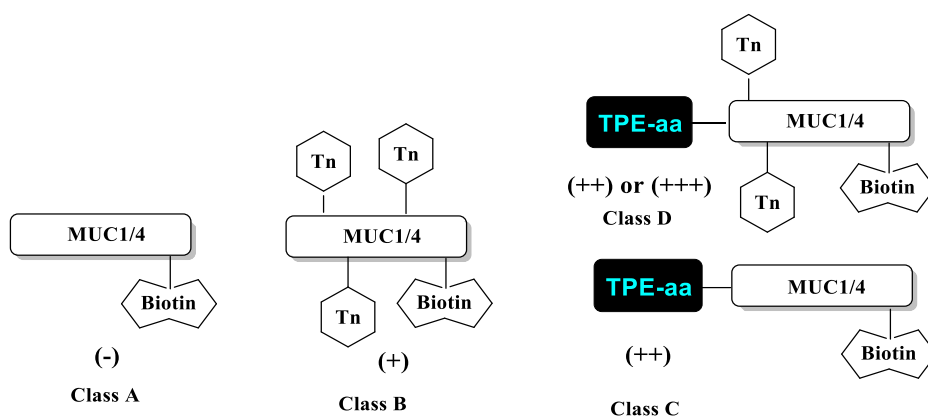 MUC1/4
Biotin
(-)
Class A
Tn
Tn
MUC1/4
Tn
Biotin
(+)
Class B
Tn
TPE-aa
MUC1/4
Tn
Biotin
(++) or (+++)
Class D
TPE-aa
MUC1/4
Biotin
(++)
Class C